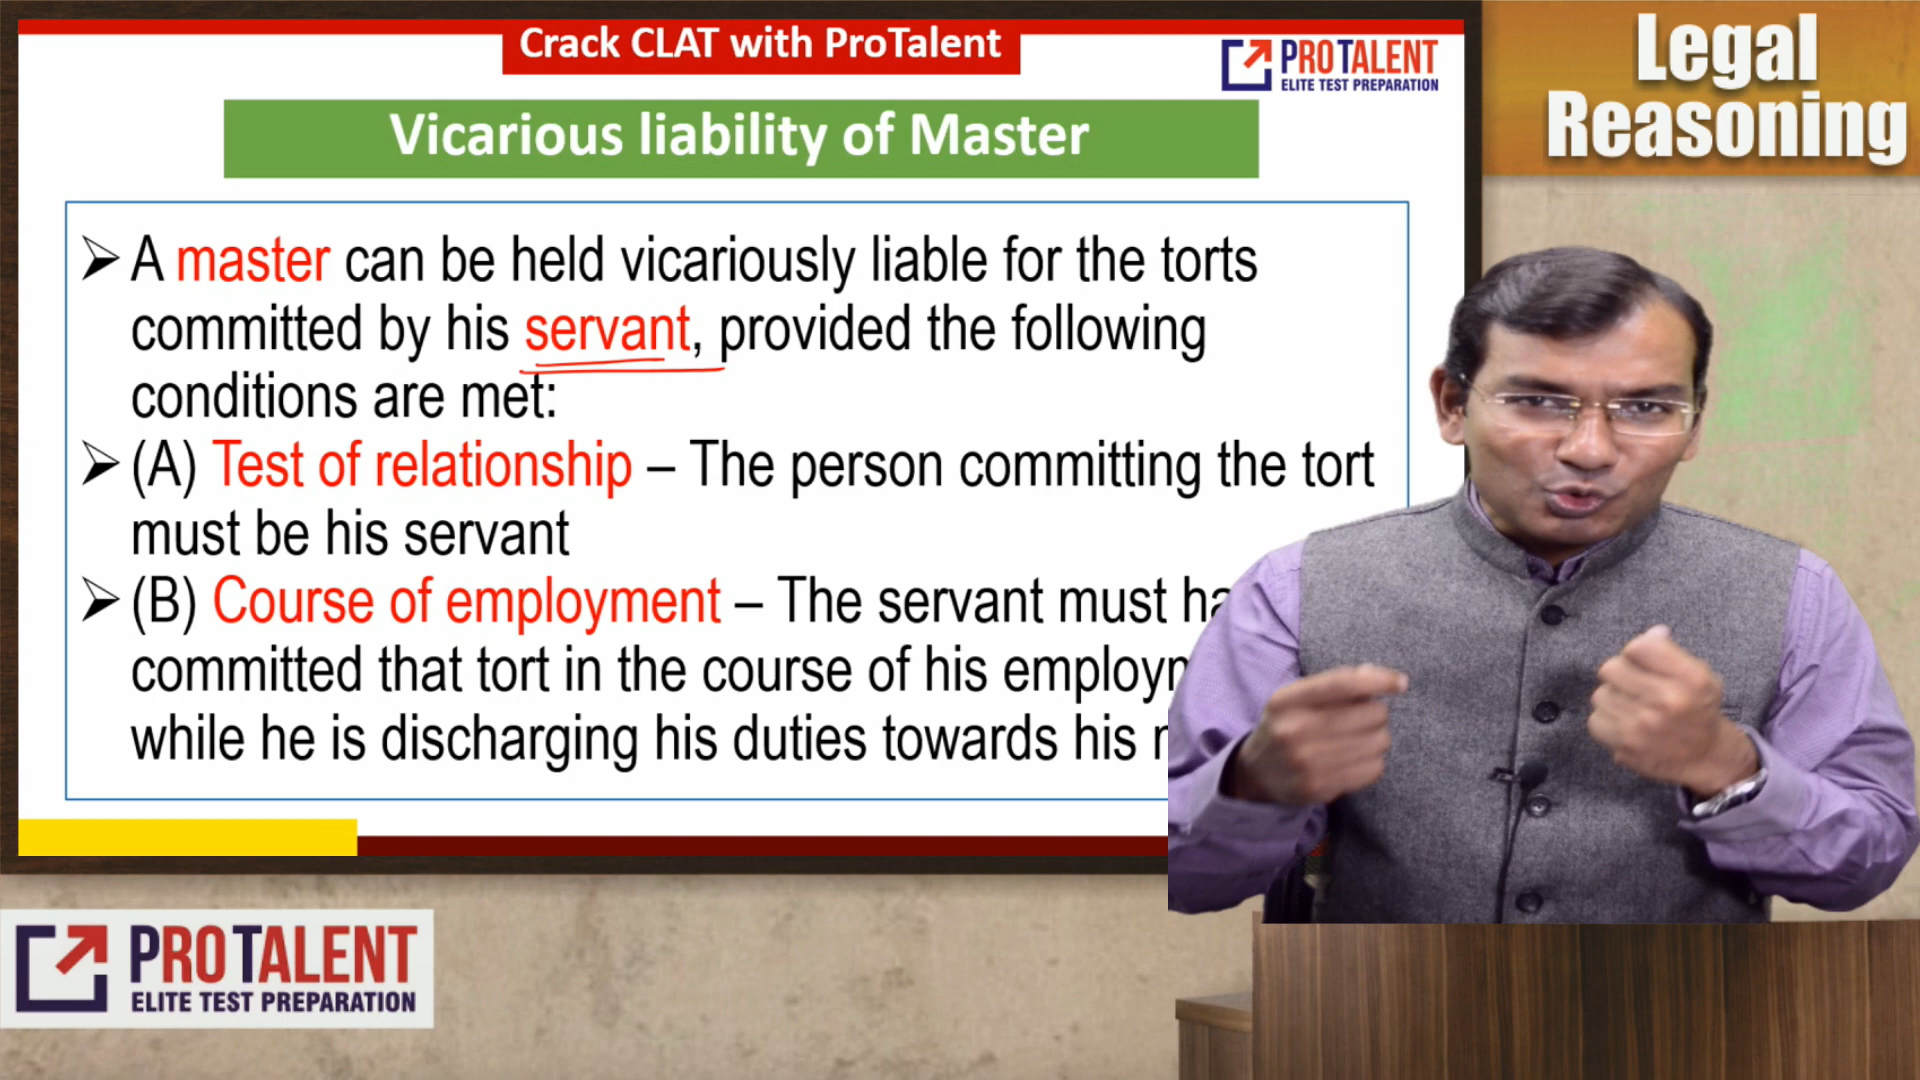 Crack CLAT with ProTalent
PROTALENT
ELITE TEST PREPARATION
Legal
Reasoning
Vicarious liability of Master
➢ A master can be held vicariously liable for the torts
committed by his servant, provided the following
conditions are met:
➢ (A) Test of relationship – The person committing the tort
must be his servant
➢ (B) Course of employment – The servant must
committed that tort in the course of his
while he is discharging his duties towards his
PROTALENT
ELITE TEST PREPARATION